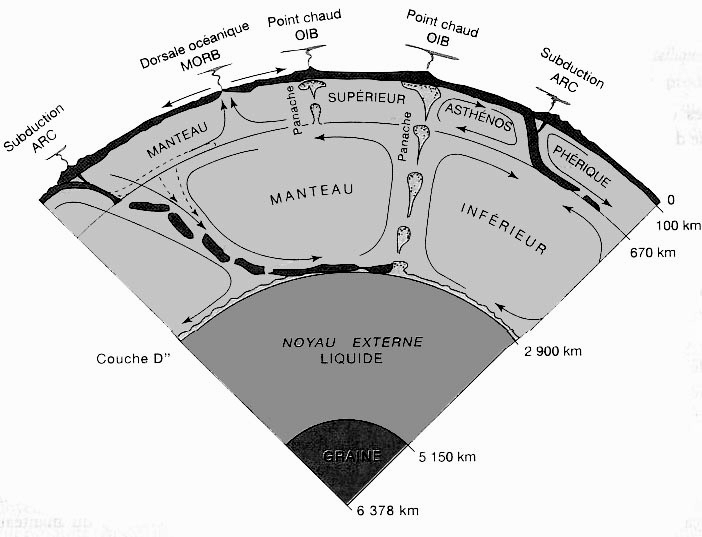 Point chaud
OIB
Point chaud
OIB
Dorsale océanique
MORB
Subduction
ARC
Subduction
ARC
Panache
SUPÉRIEUR
ASTHÉNOS
PHÉRIQUE
MANTEAU
Panache
MANTEAU
INFÉRIEUR
0
100 km
670 km
NOYAU EXTERNE
LIQUIDE
2 900 km
Couche D"
GRAINE
5 150 km
6 378 km